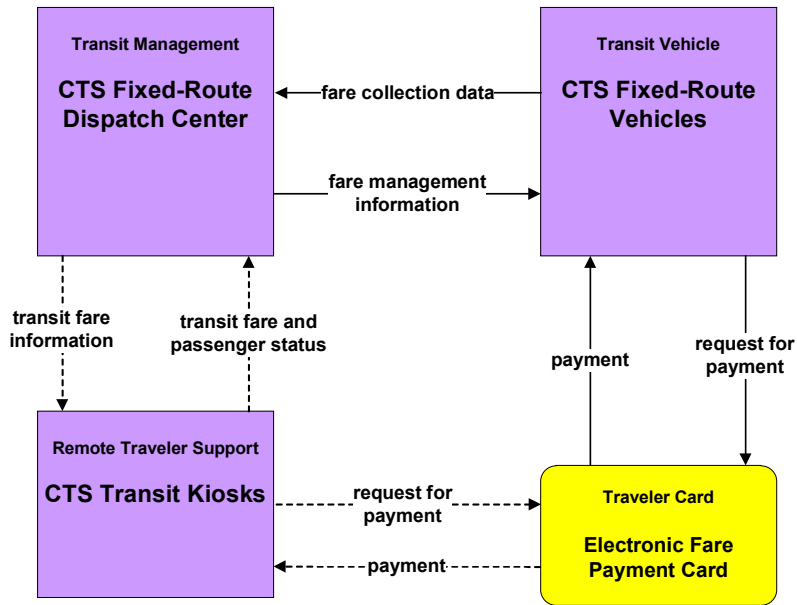 Transit Management
CTS Fixed-Route
Dispatch Center
Transit Vehicle
CTS Fixed-Route
Vehicles
fare collection data
fare management
information
transit fare
information
transit fare and
passenger status
payment
request for
payment
Remote Traveler Support
CTS Transit Kiosks
request for
payment
payment
Traveler Card
Electronic Fare
Payment Card